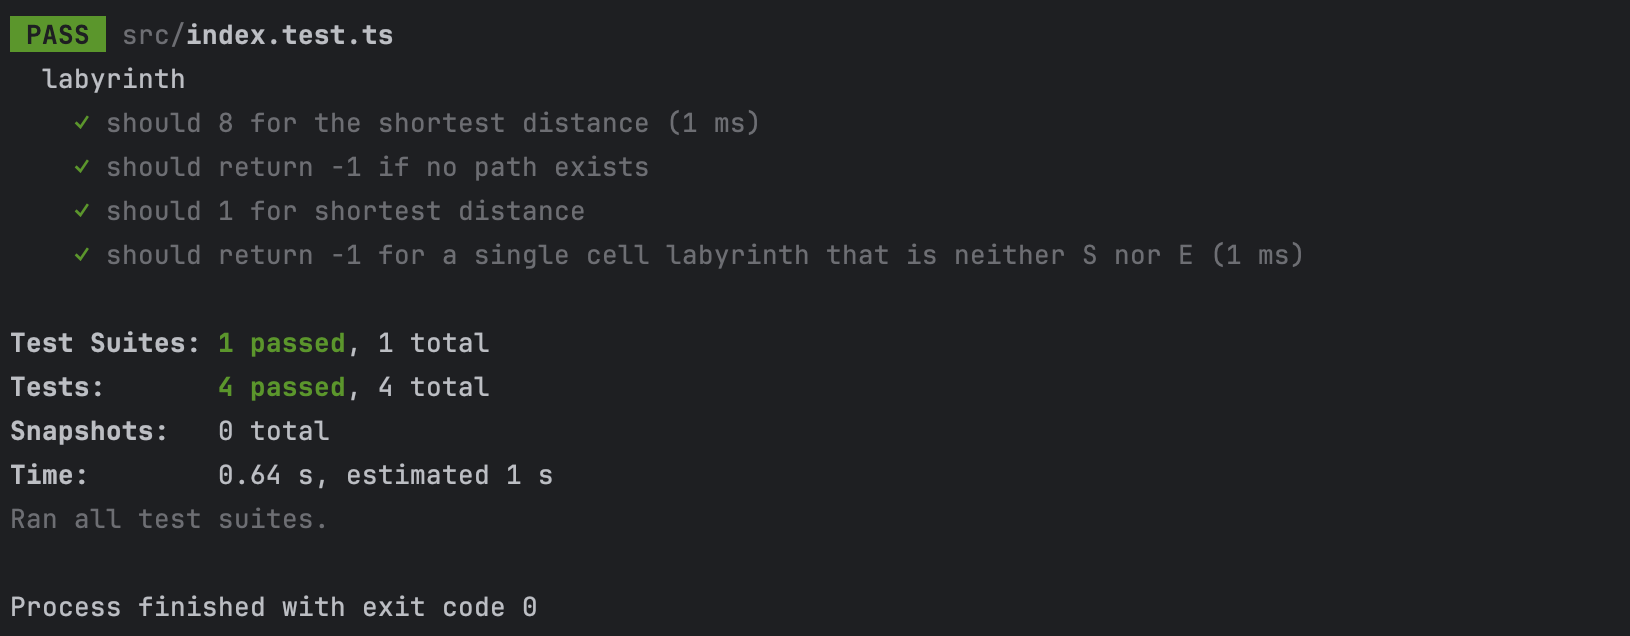 PASS src/index.test.ts
labyrinth
✓ should 8 for the shortest distance (1 ms)
✓ should return -1 if no path exists
✓ should 1 for shortest distance
✓ should return -1 for a single cell labyrinth that is neither S nor E (1 ms)
Test Suites: 1 passed, 1 total
Tests: 4 passed, 4 total
Snapshots: 0 total
Time: 0.64 s, estimated 1 s
Ran all test suites.
Process finished with exit code 0